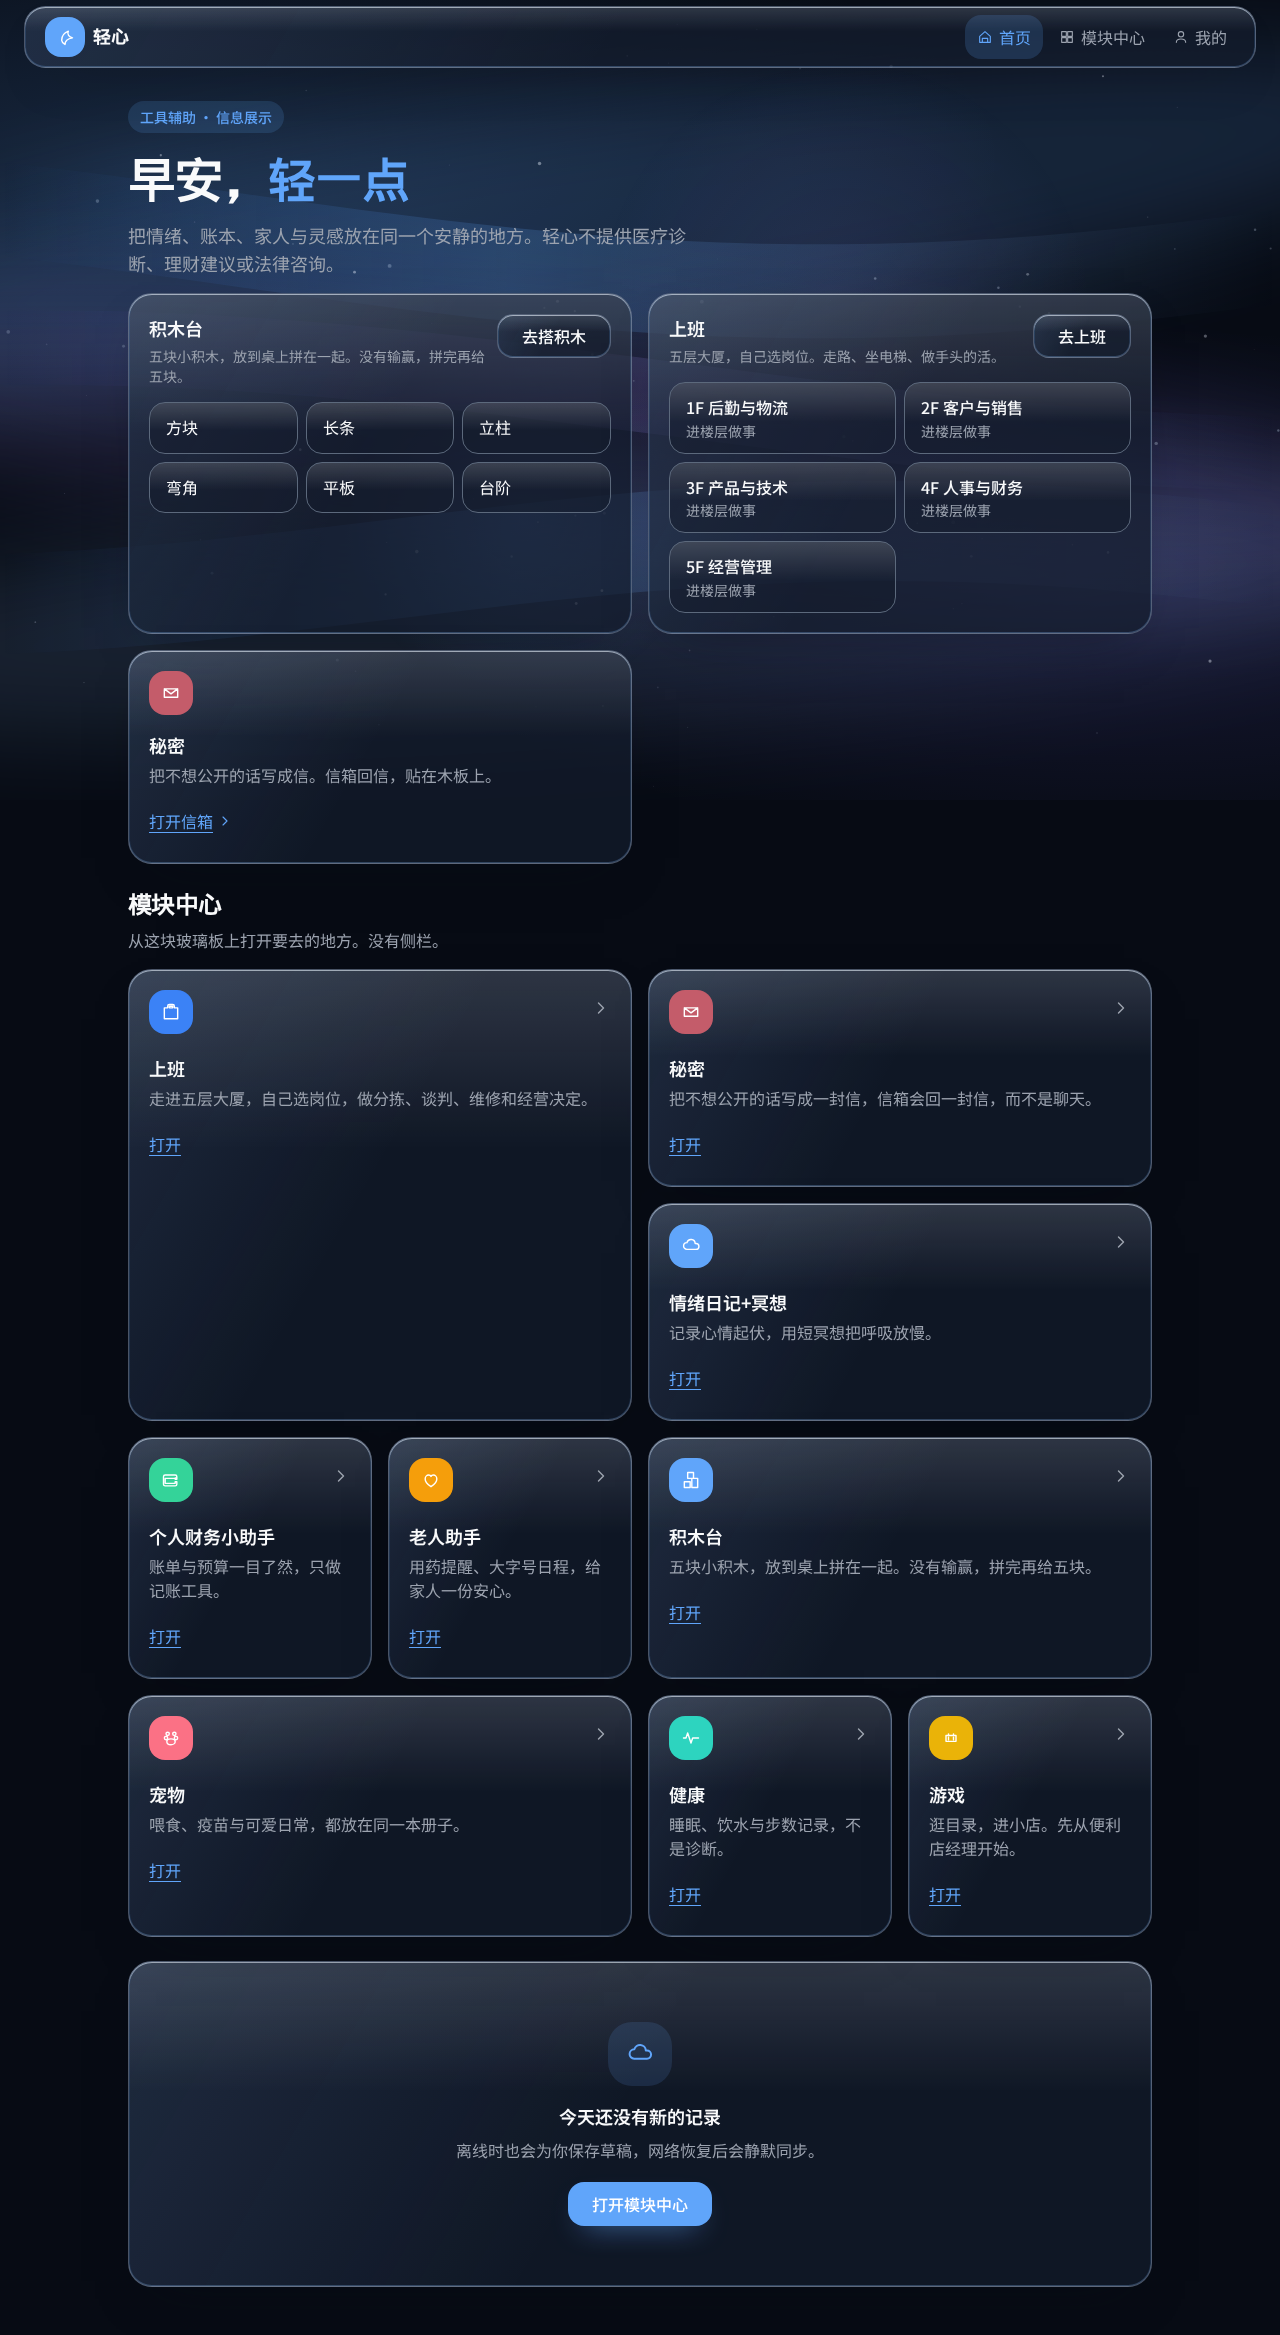 轻心
首页
模块中心
我的
工具辅助 · 信息展示
早安，轻一点
把情绪、账本、家人与灵感放在同一个安静的地方。轻心不提供医疗诊
断、理财建议或法律咨询。
积木台
去搭积木
五块小积木，放到桌上拼在一起。没有输赢，拼完再给
五块。
方块
长条
立柱
弯角
平板
台阶
上班
去上班
五层大厦，自己选岗位。走路、坐电梯、做手头的活。
1F 后勤与物流
进楼层做事
2F 客户与销售
进楼层做事
3F 产品与技术
进楼层做事
4F 人事与财务
进楼层做事
5F 经营管理
进楼层做事
秘密
把不想公开的话写成信。信箱回信，贴在木板上。
打开信箱
模块中心
从这块玻璃板上打开要去的地方。没有侧栏。
上班
走进五层大厦，自己选岗位，做分拣、谈判、维修和经营决定。
打开
秘密
把不想公开的话写成一封信，信箱会回一封信，而不是聊天。
打开
情绪日记+冥想
记录心情起伏，用短冥想把呼吸放慢。
打开
个人财务小助手
账单与预算一目了然，只做
记账工具。
打开
老人助手
用药提醒、大字号日程，给
家人一份安心。
打开
积木台
五块小积木，放到桌上拼在一起。没有输赢，拼完再给五块。
打开
宠物
喂食、疫苗与可爱日常，都放在同一本册子。
打开
健康
睡眠、饮水与步数记录，不
是诊断。
打开
游戏
逛目录，进小店。先从便利
店经理开始。
打开
今天还没有新的记录
离线时也会为你保存草稿，网络恢复后会静默同步。
打开模块中心